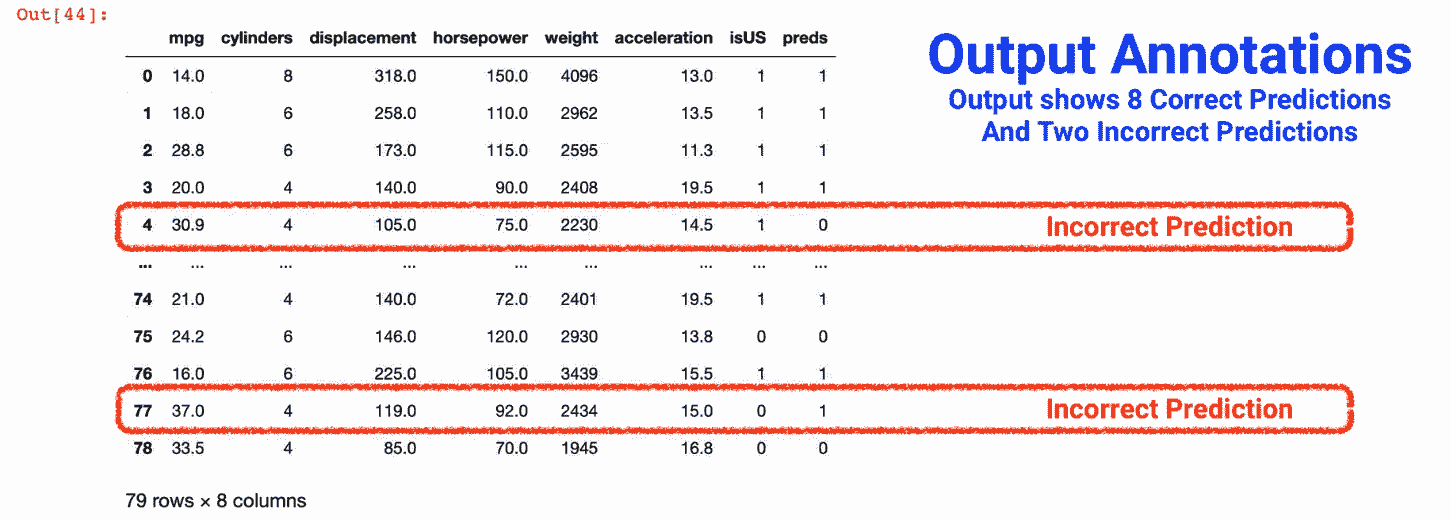 Out[44]:
mpg cylinders displacement horsepower weight acceleration isUS preds
Output Annotations
Output shows 8 Correct Predictions
And Two Incorrect Predictions
0 14.0 8 318.0 150.0 4096 13.0 1 1
1 18.0 6 258.0 110.0 2962 13.5 1 1
2 28.8 6 173.0 115.0 2595 11.3 1 1
3 20.0 4 140.0 90.0 2408 19.5 1 1
4 30.9 4 105.0 75.0 2230 14.5 1 0 Incorrect Prediction
... ... ... ... ... ... ... ... ...
74 21.0 4 140.0 72.0 2401 19.5 1 1
75 24.2 6 146.0 120.0 2930 13.8 0 0
76 16.0 6 225.0 105.0 3439 15.5 1 1
77 37.0 4 119.0 92.0 2434 15.0 0 1 Incorrect Prediction
78 33.5 4 85.0 70.0 1945 16.8 0 0
79 rows × 8 columns